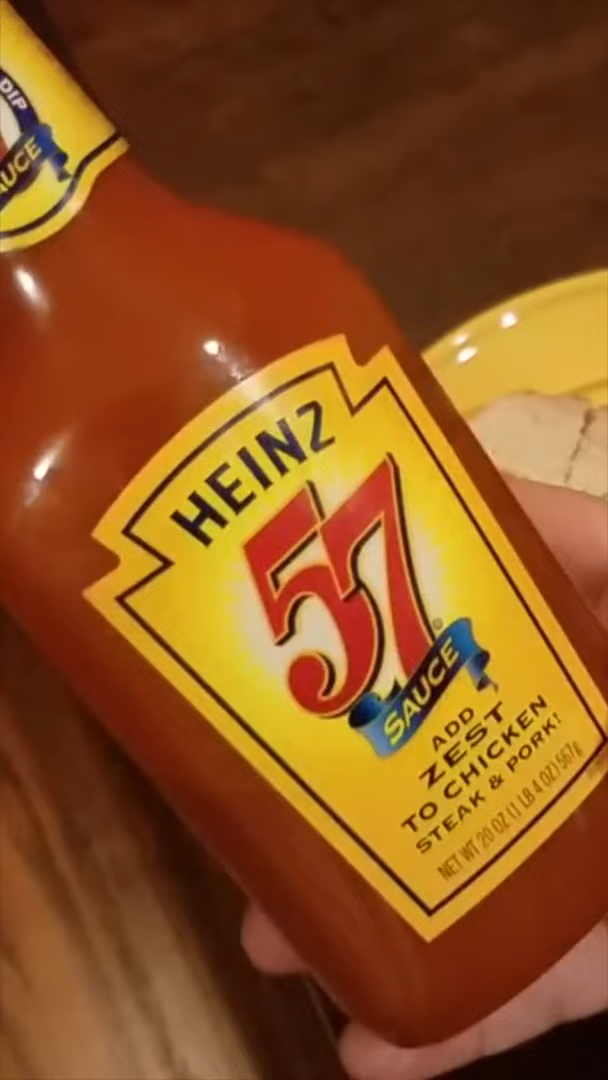 DIP
SAUCE
HEINZ
57®
SAUCE
ADD
ZEST
TO CHICKEN
STEAK & PORK!
NET WT 20 OZ (1 LB 4 OZ) 567g